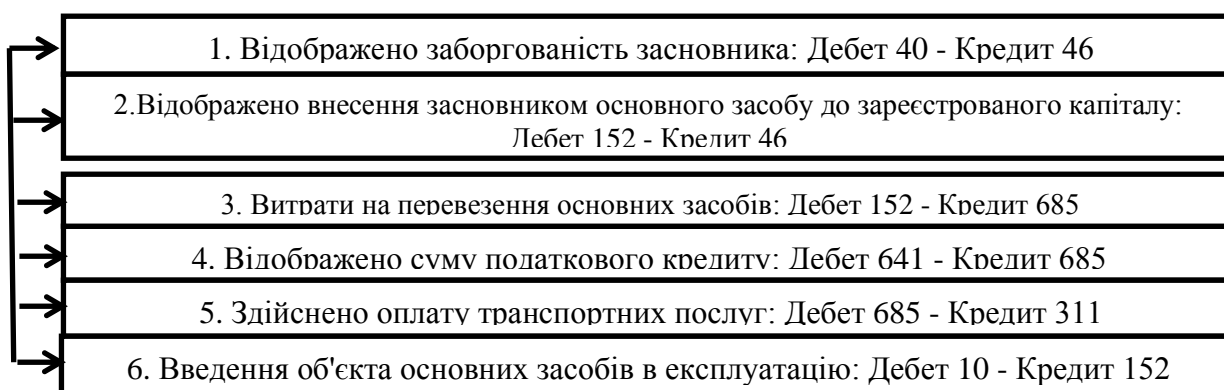 1. Відображено заборгованість засновника: Дебет 40 - Кредит 46
2.Відображено внесення засновником основного засобу до зареєстрованого капіталу:
Дебет 152 - Кредит 46
3. Витрати на перевезення основних засобів: Дебет 152 - Кредит 685
4. Відображено суму податкового кредиту: Дебет 641 - Кредит 685
5. Здійснено оплату транспортних послуг: Дебет 685 - Кредит 311
6. Введення об'єкта основних засобів в експлуатацію: Дебет 10 - Кредит 152